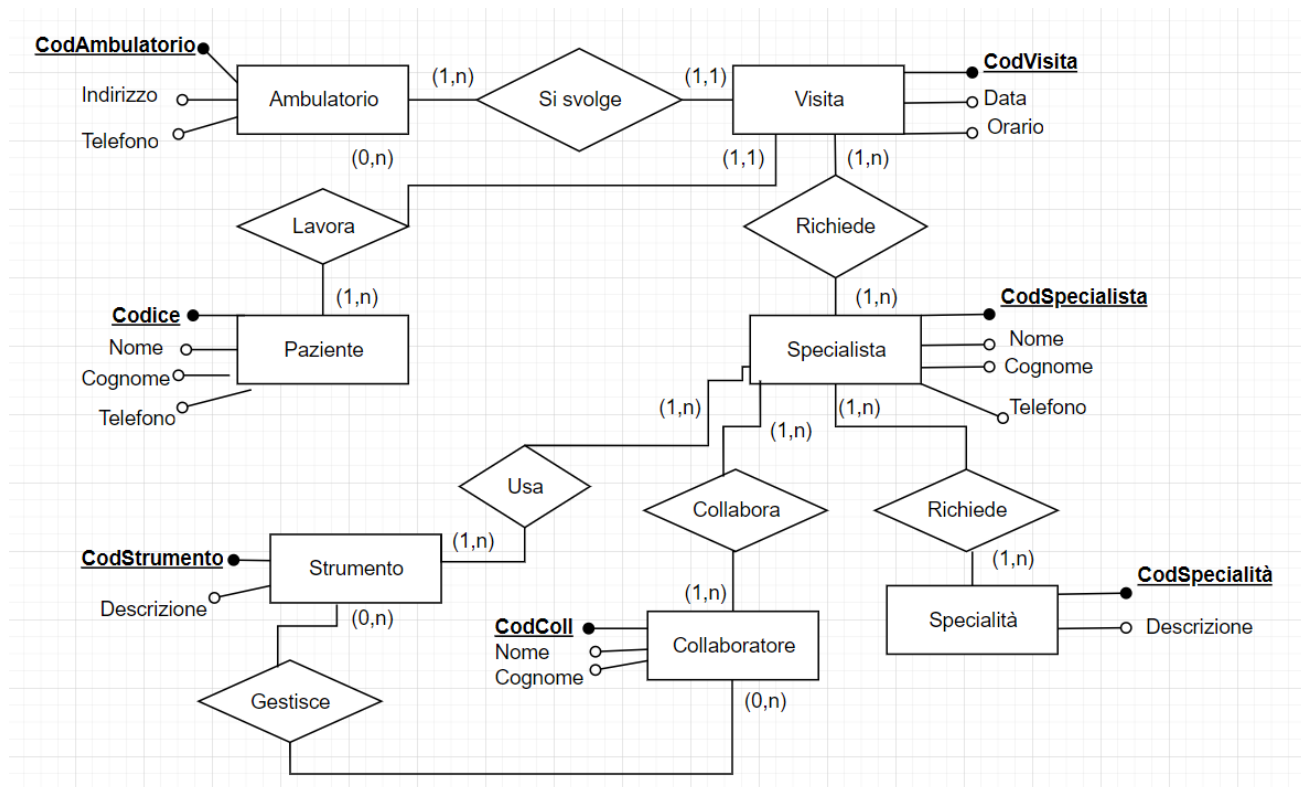 CodAmbulatorio
Indirizzo
Telefono
Ambulatorio
(1,n)
Si svolge
(1,1)
Visita
CodVisita
Data
Orario
(0,n)
(1,1)
(1,n)
Lavora
Richiede
(1,n)
(1,n)
Codice
Nome
Cognome
Telefono
Paziente
Specialista
CodSpecialista
Nome
Cognome
Telefono
(1,n)
(1,n)
(1,n)
Usa
Collabora
Richiede
(1,n)
(1,n)
(1,n)
CodStrumento
Descrizione
Strumento
(0,n)
CodColl
Nome
Cognome
Collaboratore
(0,n)
Specialità
CodSpecialità
Descrizione
Gestisce